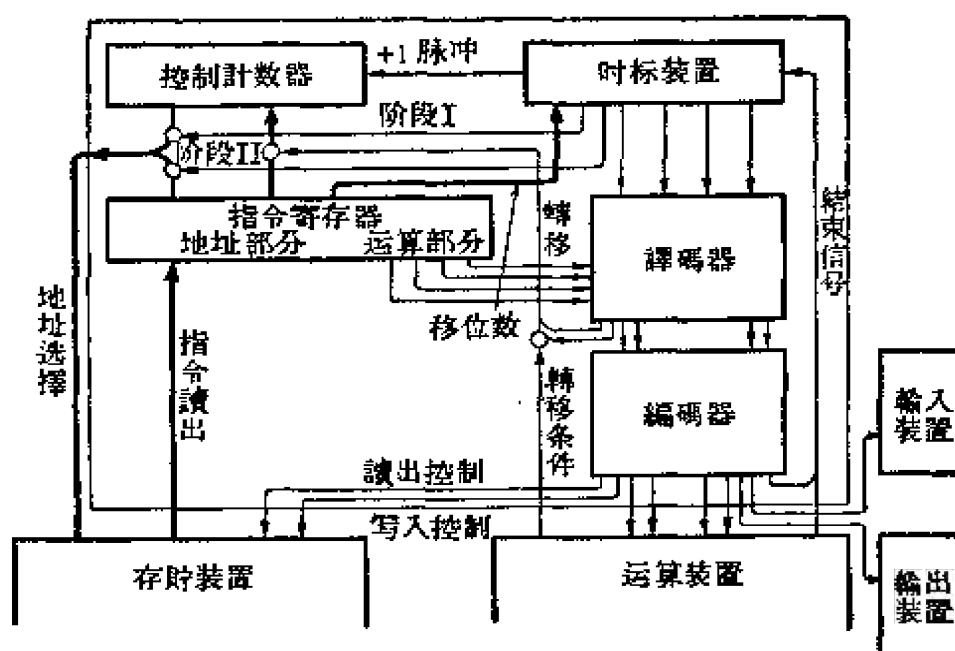 控制計数器
+1 脉冲
时标装置
阶段I
阶段II
指令寄存器
地址部分
运算部分
轉移
譯碼器
結束信号
地址选擇
指令讀出
移位数
轉移条件
編碼器
輸入
装置
讀出控制
写入控制
存貯装置
运算装置
輸出
装置